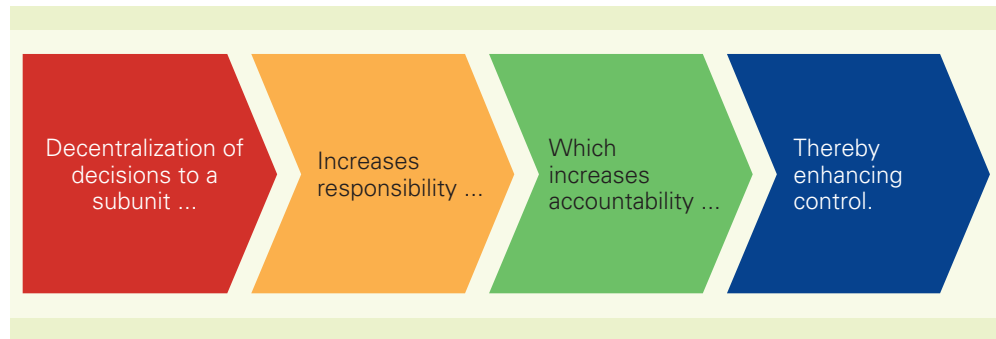 Decentralization of
decisions to a
subunit ...
Increases
responsibility ...
Which
increases
accountability ...
Thereby
enhancing
control.